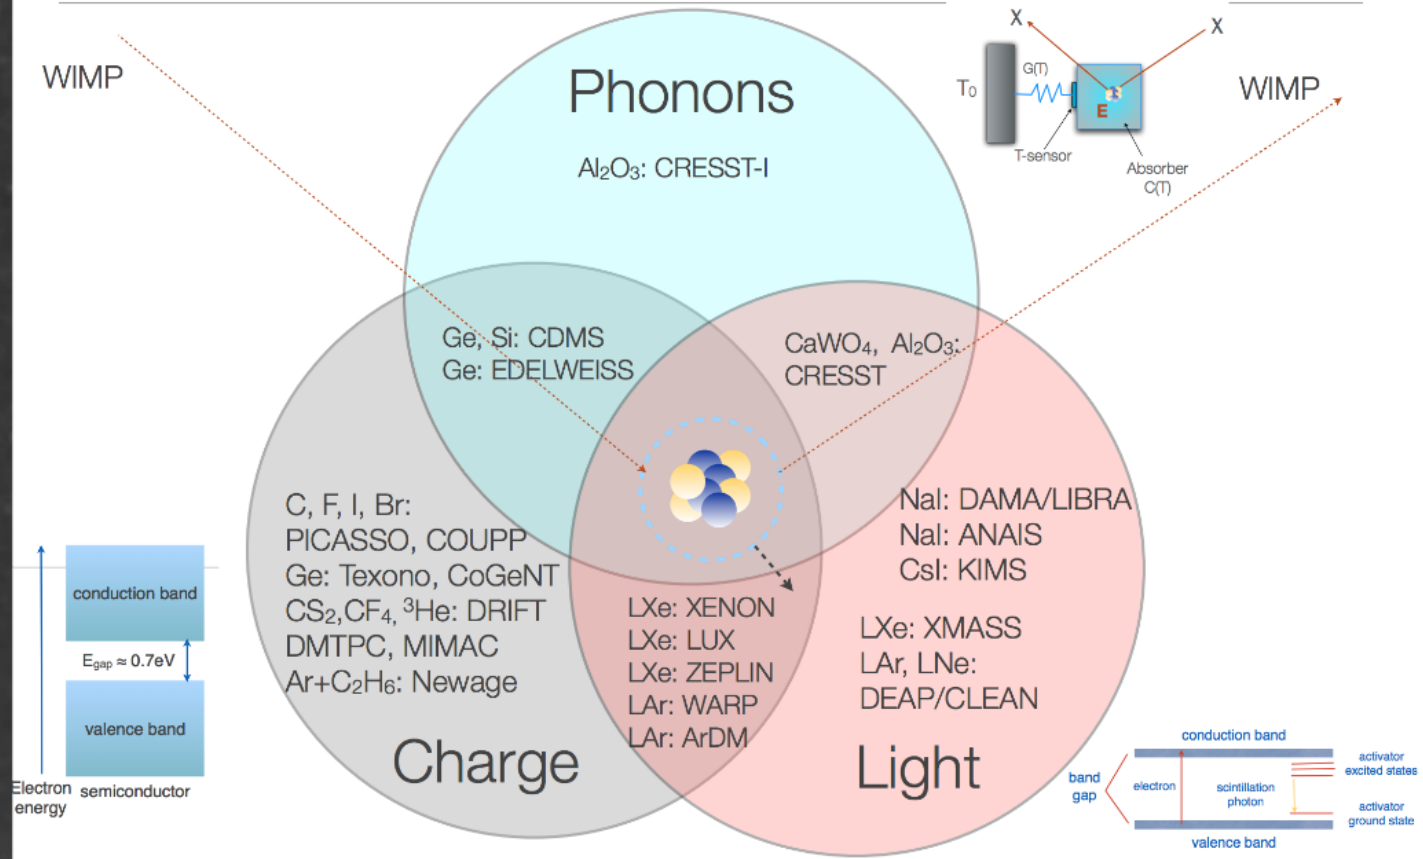 WIMP
Phonons
Al₂O₃: CRESST-I
X
X
G(T)
T₀
E
T-sensor
Absorber
C(T)
WIMP
Ge, Si: CDMS
Ge: EDELWEISS
CaWO₄, Al₂O₃:
CRESST
C, F, I, Br:
PICASSO, COUPP
Ge: Texono, CoGeNT
CS₂,CF₄, ³He: DRIFT
DMTPC, MIMAC
Ar+C₂H₆: Newage
Charge
LXe: XENON
LXe: LUX
LXe: ZEPLIN
LAr: WARP
LAr: ArDM
NaI: DAMA/LIBRA
NaI: ANAIS
CsI: KIMS
LXe: XMASS
LAr, LNe:
DEAP/CLEAN
Light
conduction band
E_gap ≈ 0.7eV
valence band
Electron
energy
semiconductor
conduction band
band
gap
electron
scintillation
photon
activator
excited states
activator
ground state
valence band